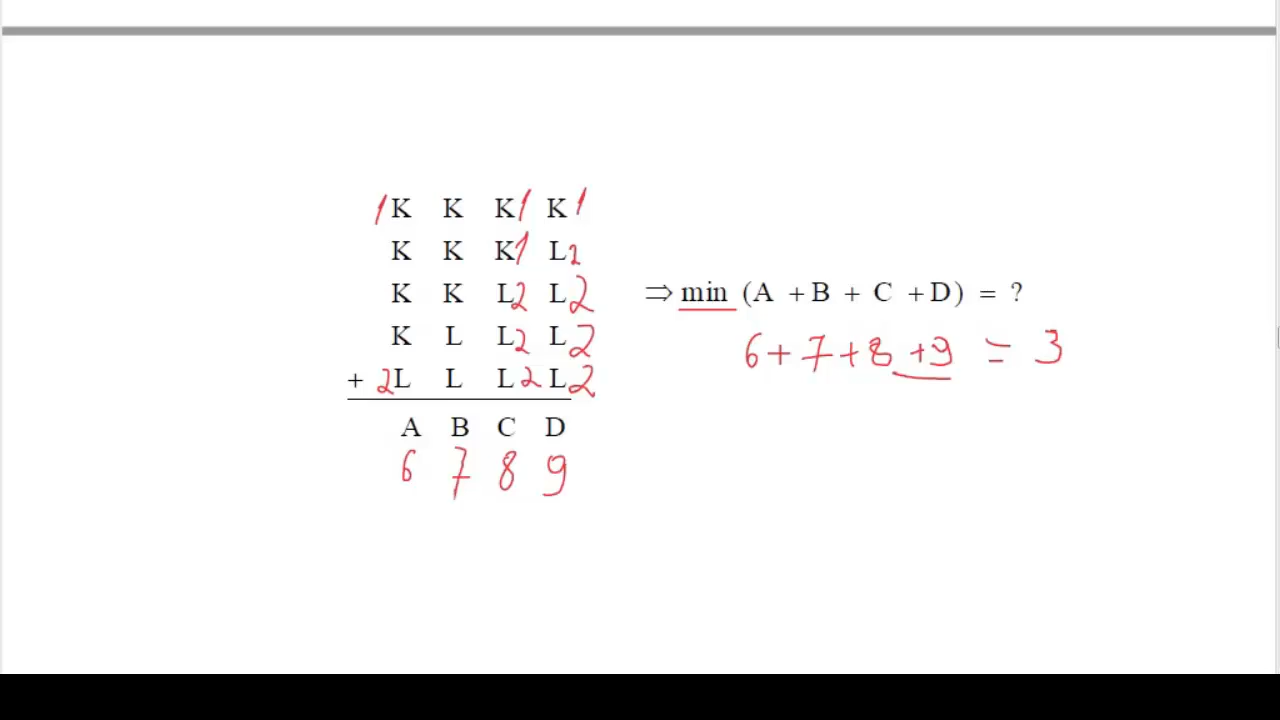 1K K K1 K1
K K K1 L2
K K L2 L2
⇒ min (A + B + C + D) = ?
K L L2 L2
6+7+8+9 = 3
+ 2L L L2 L2
A B C D
6 7 8 9